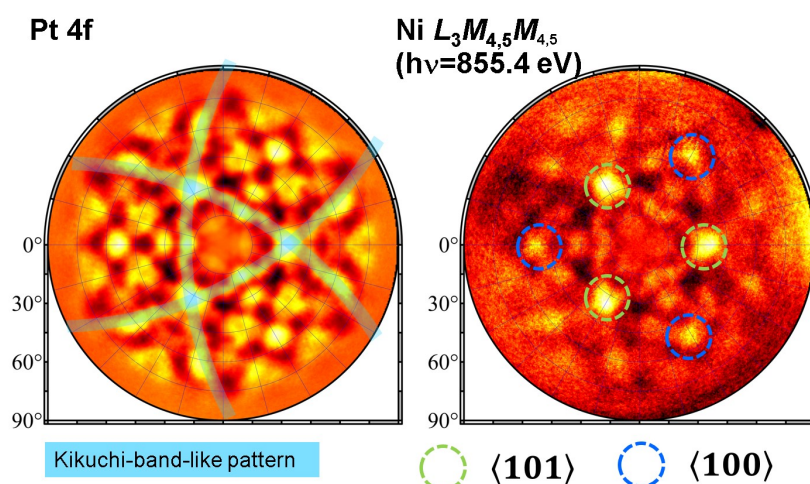 Pt 4f
Ni L₃M₄,₅M₄,₅
(hν=855.4 eV)
0°
30°
60°
90°
0°
30°
60°
90°
Kikuchi-band-like pattern
⟨101⟩
⟨100⟩